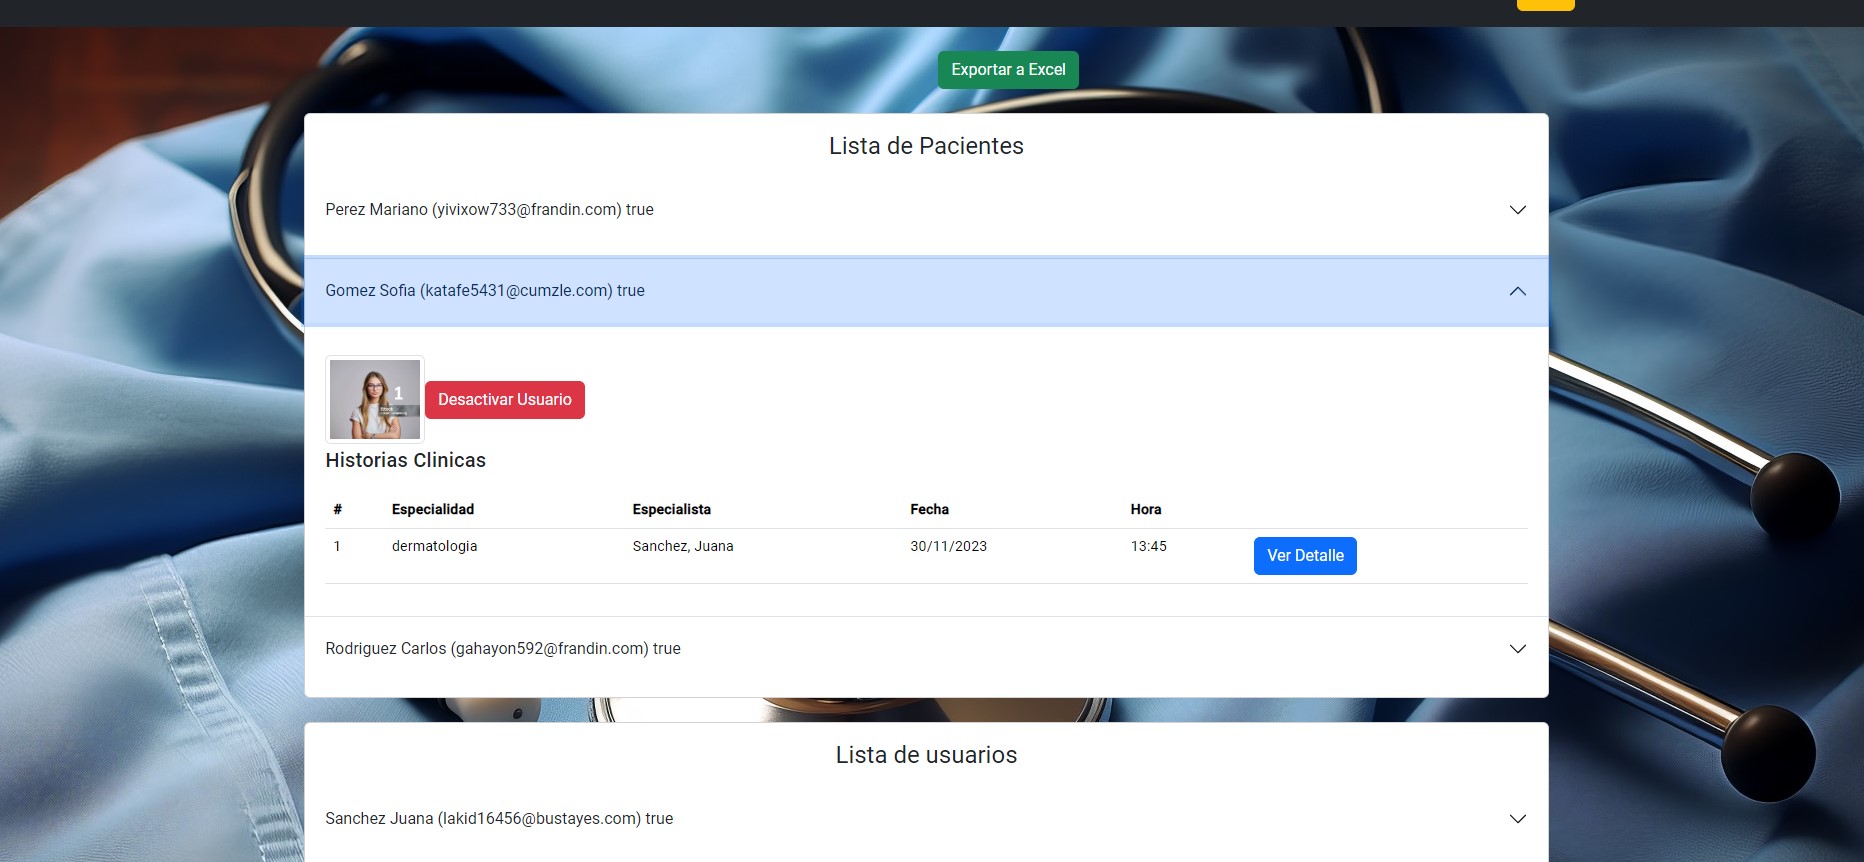 Exportar a Excel
Lista de Pacientes
Perez Mariano (yivixow733@frandin.com) true
Gomez Sofia (katafe5431@cumzle.com) true
1
Desactivar Usuario
Historias Clinicas
# Especialidad Especialista Fecha Hora
1 dermatologia Sanchez, Juana 30/11/2023 13:45 Ver Detalle
Rodriguez Carlos (gahayon592@frandin.com) true
Lista de usuarios
Sanchez Juana (lakid16456@bustayes.com) true